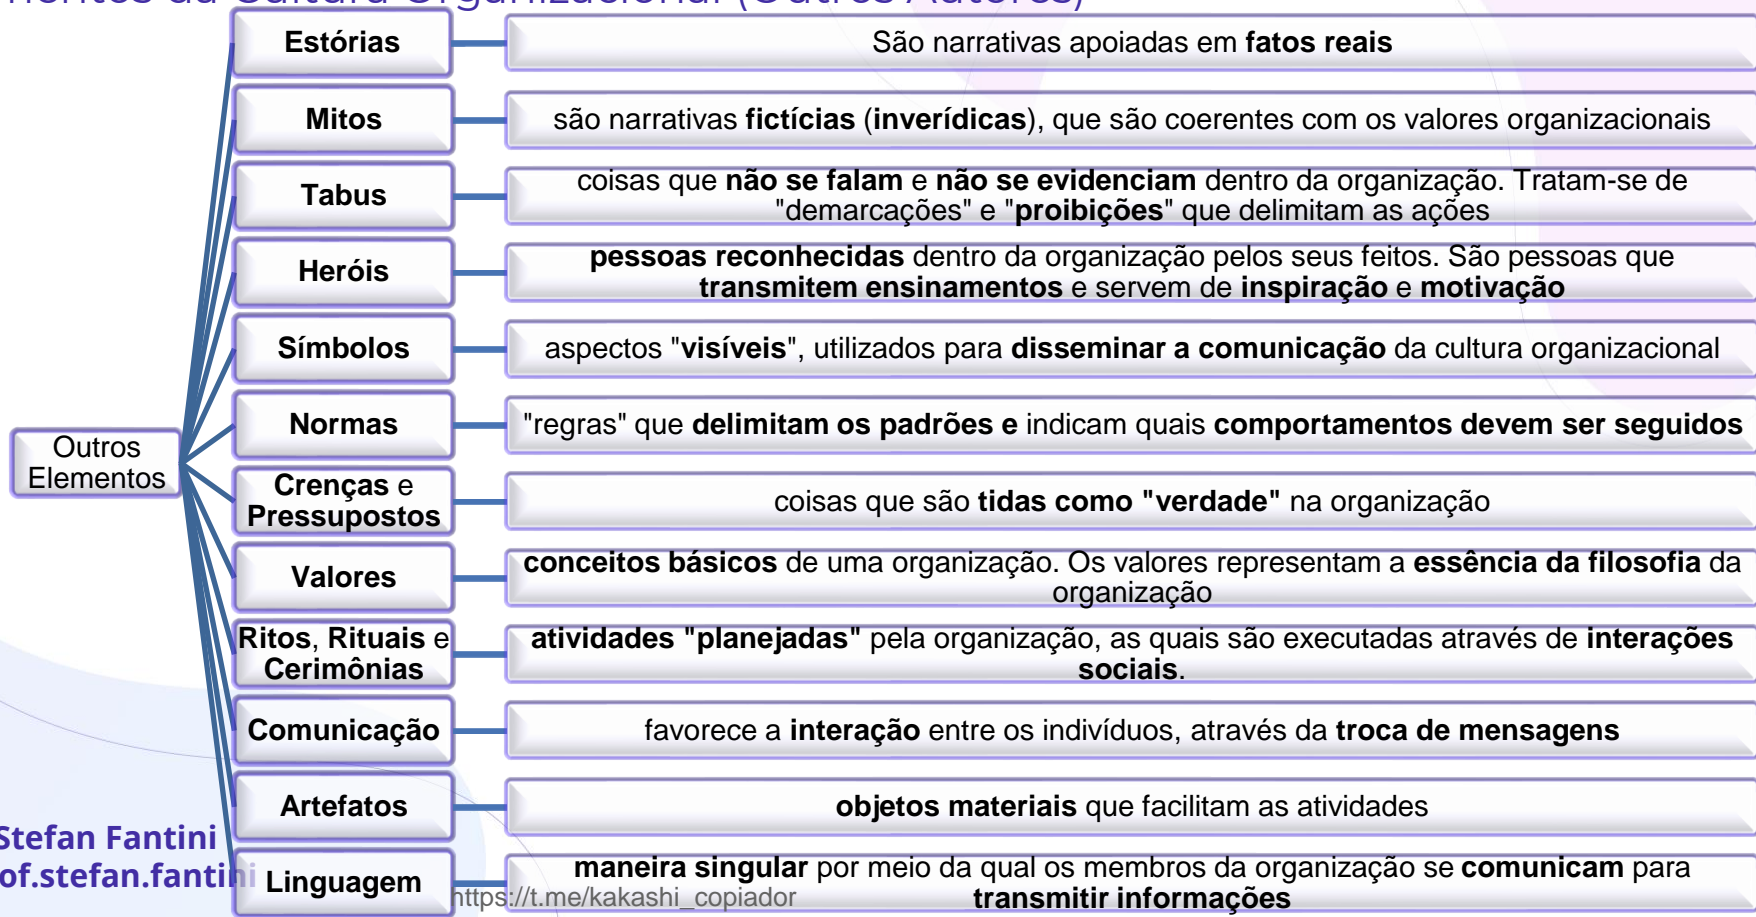 da Cultura Organizacional (Outros Autores)
Estórias
São narrativas apoiadas em fatos reais
Mitos
são narrativas fictícias (inverídicas), que são coerentes com os valores organizacionais
Tabus
coisas que não se falam e não se evidenciam dentro da organização. Tratam-se de
"demarcações" e "proibições" que delimitam as ações
Heróis
pessoas reconhecidas dentro da organização pelos seus feitos. São pessoas que
transmitem ensinamentos e servem de inspiração e motivação
Símbolos
aspectos "visíveis", utilizados para disseminar a comunicação da cultura organizacional
Outros
Elementos
Normas
"regras" que delimitam os padrões e indicam quais comportamentos devem ser seguidos
Crenças e
Pressupostos
coisas que são tidas como "verdade" na organização
Valores
conceitos básicos de uma organização. Os valores representam a essência da filosofia da
organização
Ritos, Rituais e
Cerimônias
atividades "planejadas" pela organização, as quais são executadas através de interações
sociais.
Comunicação
favorece a interação entre os indivíduos, através da troca de mensagens
Artefatos
objetos materiais que facilitam as atividades
Stefan Fantini
of.stefan.fantini
Linguagem
maneira singular por meio da qual os membros da organização se comunicam para
transmitir informações
https://t.me/kakashi_copiador